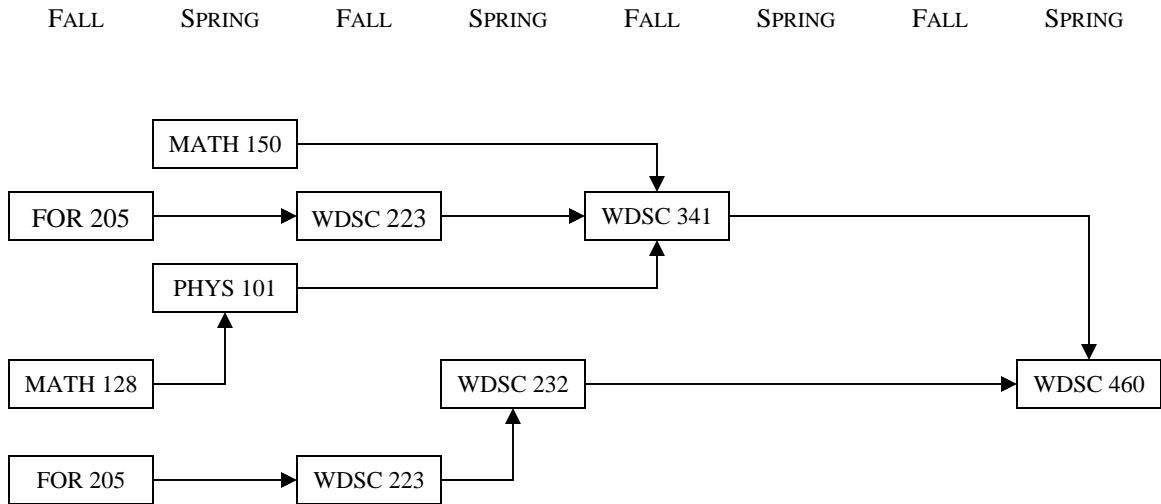 FALL SPRING FALL SPRING FALL SPRING FALL SPRING
MATH 150
FOR 205 WDSC 223 WDSC 341
PHYS 101
MATH 128 WDSC 232 WDSC 460
FOR 205 WDSC 223